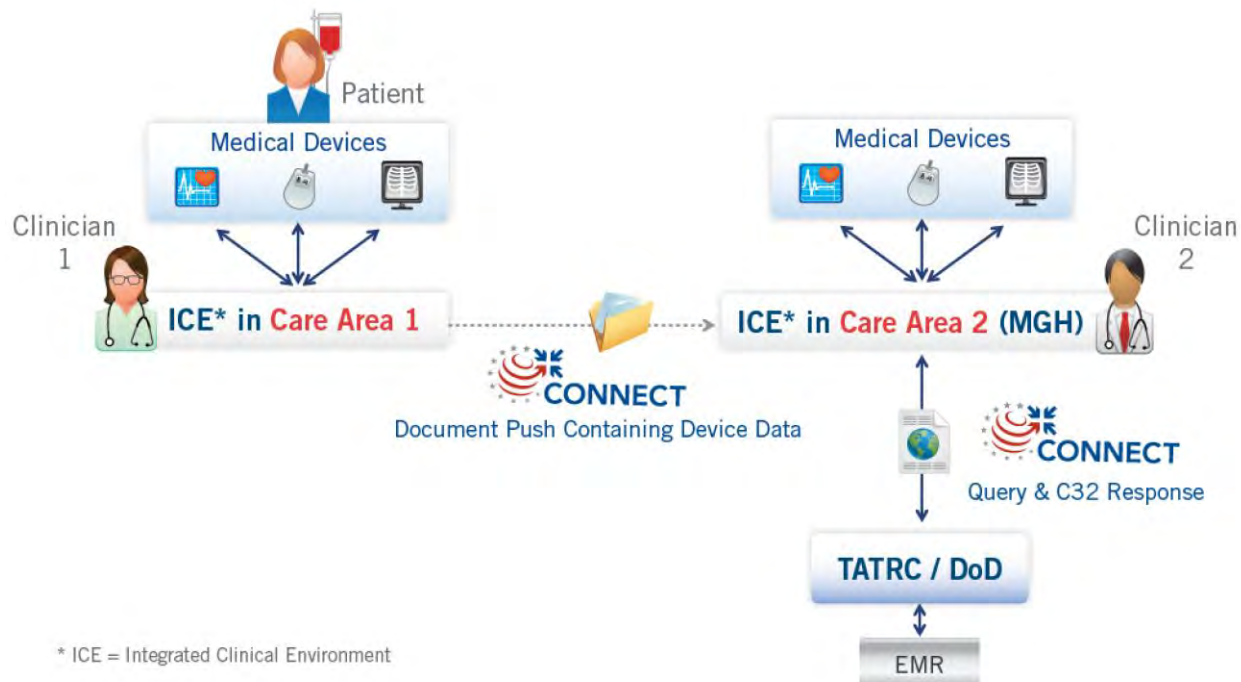 Patient
Medical Devices
Medical Devices
Clinician
1
Clinician
2
ICE* in Care Area 1
ICE* in Care Area 2 (MGH)
CONNECT
Document Push Containing Device Data
CONNECT
Query & C32 Response
TATRC / DoD
* ICE = Integrated Clinical Environment
EMR